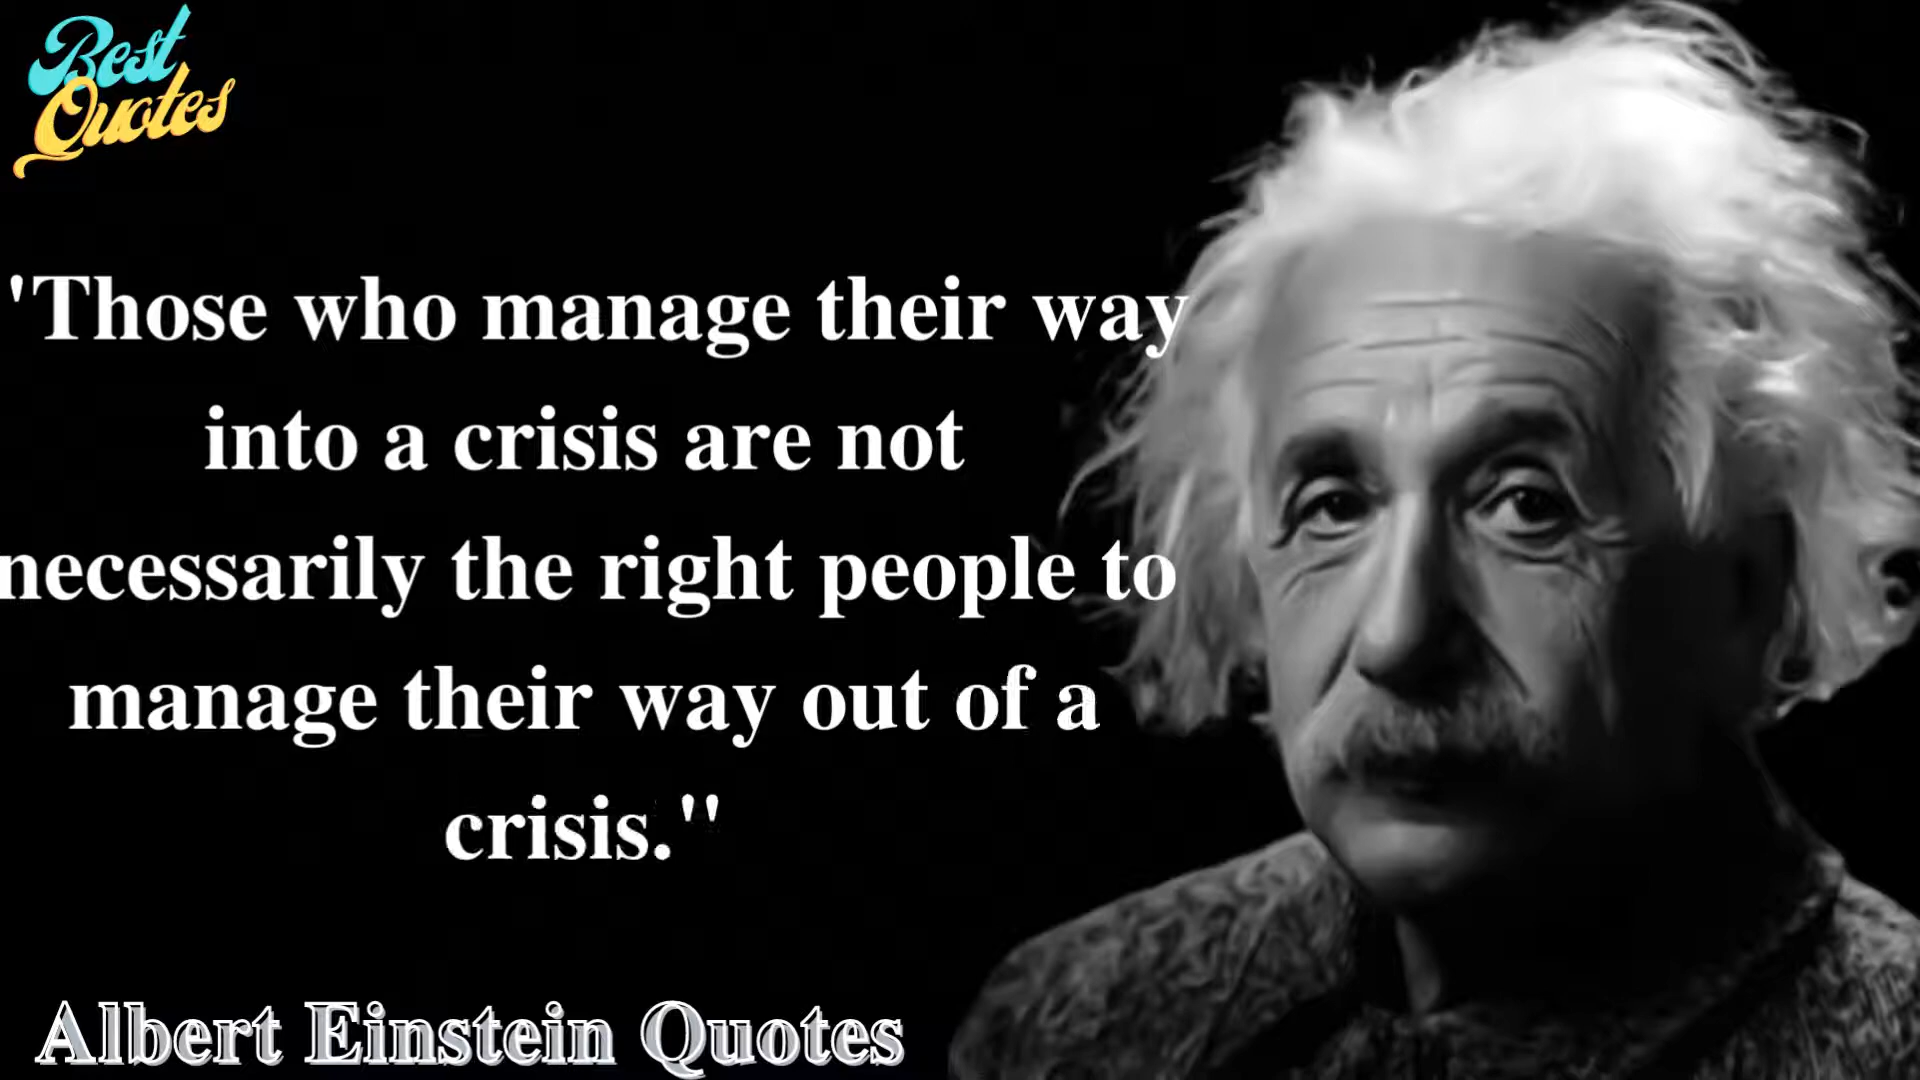 Best
Quotes
'Those who manage their way
into a crisis are not
necessarily the right people to
manage their way out of a
crisis.''
Albert Einstein Quotes